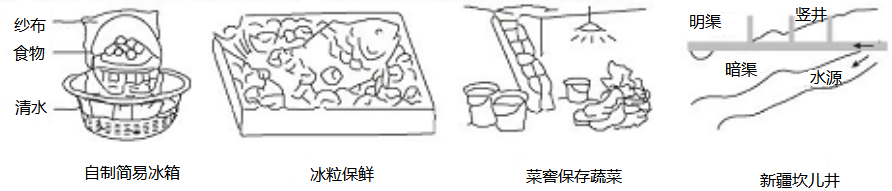 纱布
食物
清水
自制简易冰箱
冰粒保鲜
菜窖保存蔬菜
明渠
竖井
暗渠
水源
新疆坎儿井